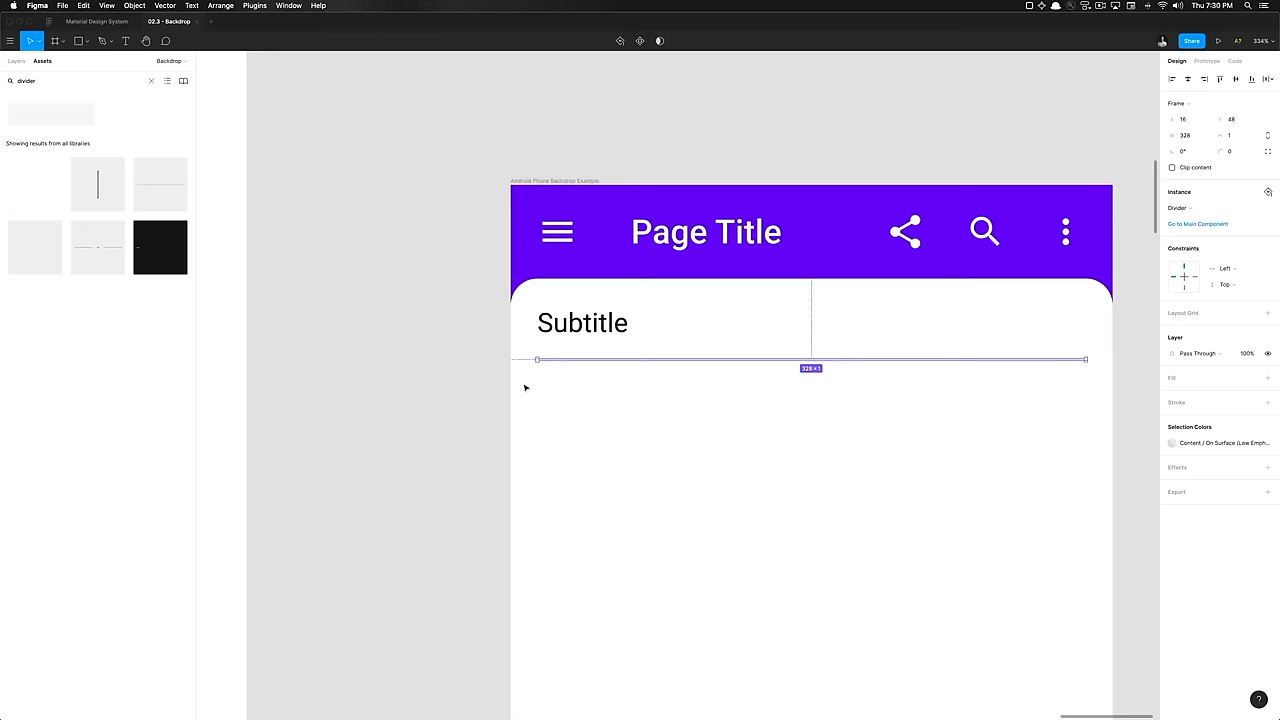 Figma File Edit View Object Vector Text Arrange Plugins Window Help Thu 7:30 PM
Material Design System 02.3 - Backdrop
Share A? 334%
Layers Assets Backdrop
divider
Showing results from all libraries
Android Phone Backdrop Example
Page Title
Subtitle
328 × 1
Design Prototype Code
Frame
X 16 Y 48
W 328 H 1
0° 0
Clip content
Instance
Divider
Go to Main Component
Constraints
Left
Top
Layout Grid
Layer
Pass Through 100%
Fill
Stroke
Selection Colors
Content / On Surface (Low Emph...
Effects
Export
?